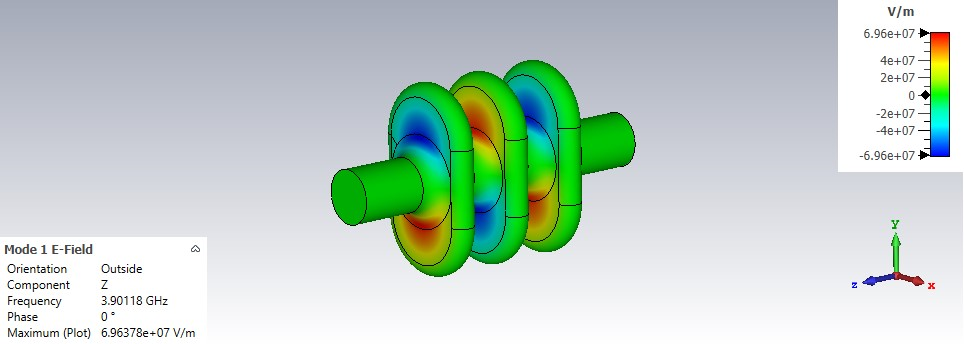 V/m
6.96e+07
4e+07
2e+07
0
-2e+07
-4e+07
-6.96e+07
Y
z
x
Mode 1 E-Field
Orientation Outside
Component Z
Frequency 3.90118 GHz
Phase 0 °
Maximum (Plot) 6.96378e+07 V/m